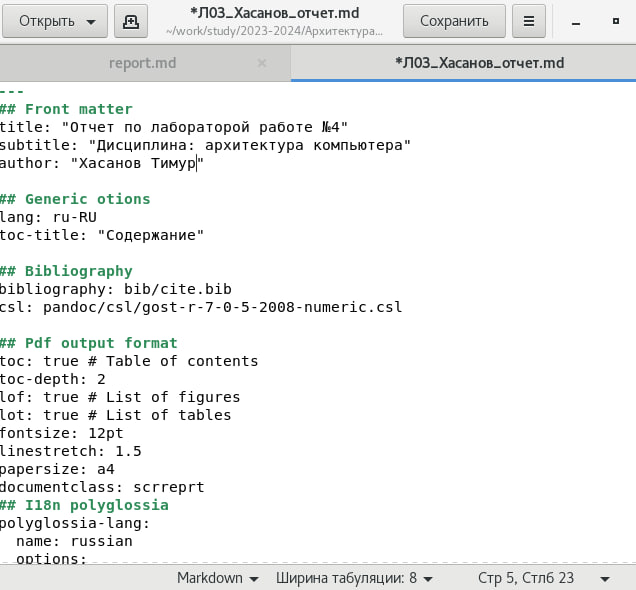 Открыть
*Л03_Хасанов_отчет.md
~/work/study/2023-2024/Архитектура...
Сохранить
report.md
*Л03_Хасанов_отчет.md
---
## Front matter
title: "Отчет по лабораторой работе №4"
subtitle: "Дисциплина: архитектура компьютера"
author: "Хасанов Тимур"
## Generic otions
lang: ru-RU
toc-title: "Содержание"
## Bibliography
bibliography: bib/cite.bib
csl: pandoc/csl/gost-r-7-0-5-2008-numeric.csl
## Pdf output format
toc: true # Table of contents
toc-depth: 2
lof: true # List of figures
lot: true # List of tables
fontsize: 12pt
linestretch: 1.5
papersize: a4
documentclass: scrreprt
## I18n polyglossia
polyglossia-lang:
  name: russian
  options:
Markdown Ширина табуляции: 8 Стр 5, Стлб 23